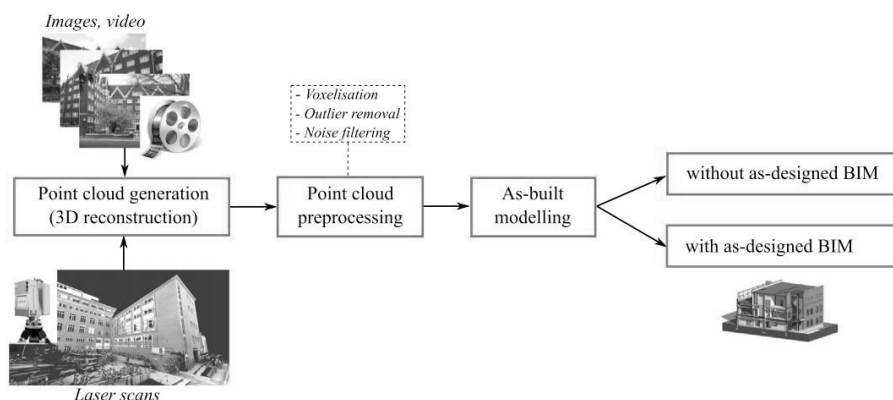 Images, video
- Voxelisation
- Outlier removal
- Noise filtering
Point cloud generation
(3D reconstruction)
Point cloud
preprocessing
As-built
modelling
without as-designed BIM
with as-designed BIM
Laser scans